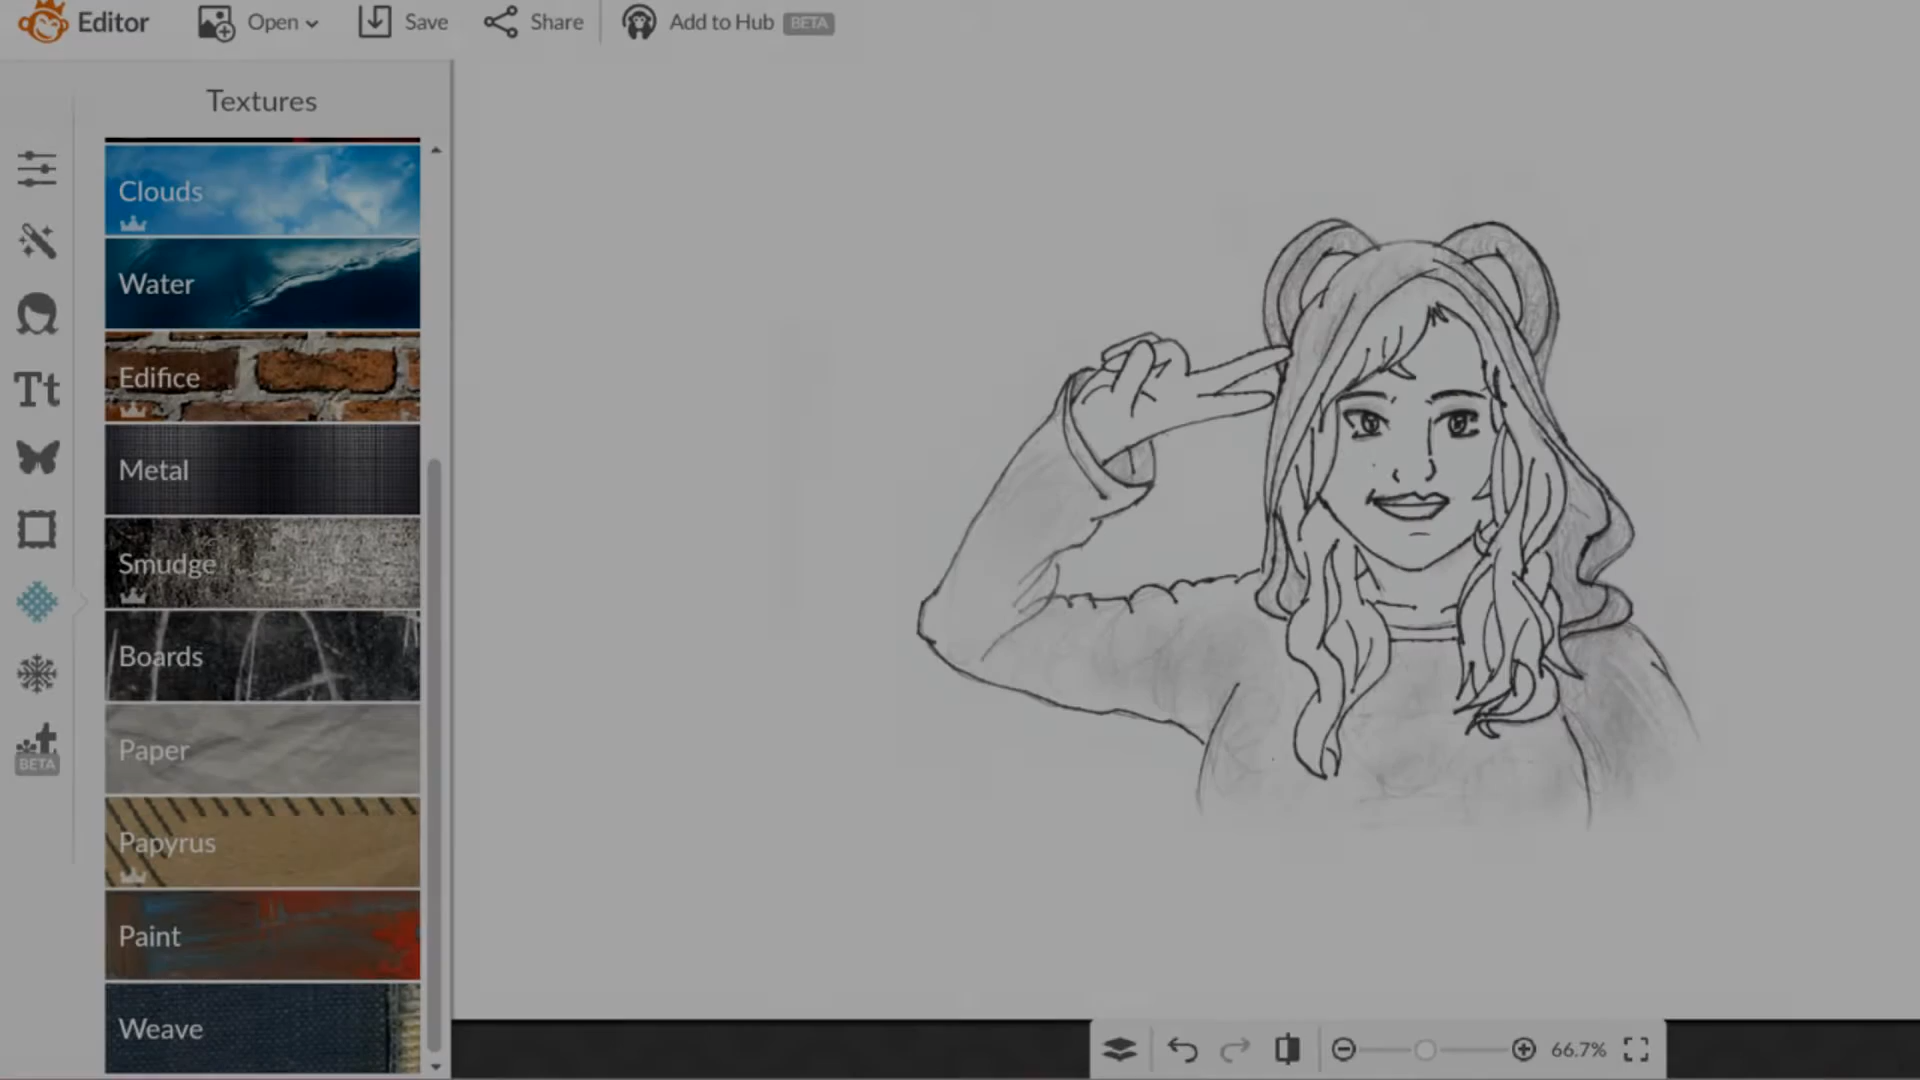 Editor
Open
Save
Share
Add to Hub BETA
Textures
Clouds
Water
Edifice
Metal
Smudge
Boards
Paper
Papyrus
Paint
Weave
Tt
BETA
66.7%